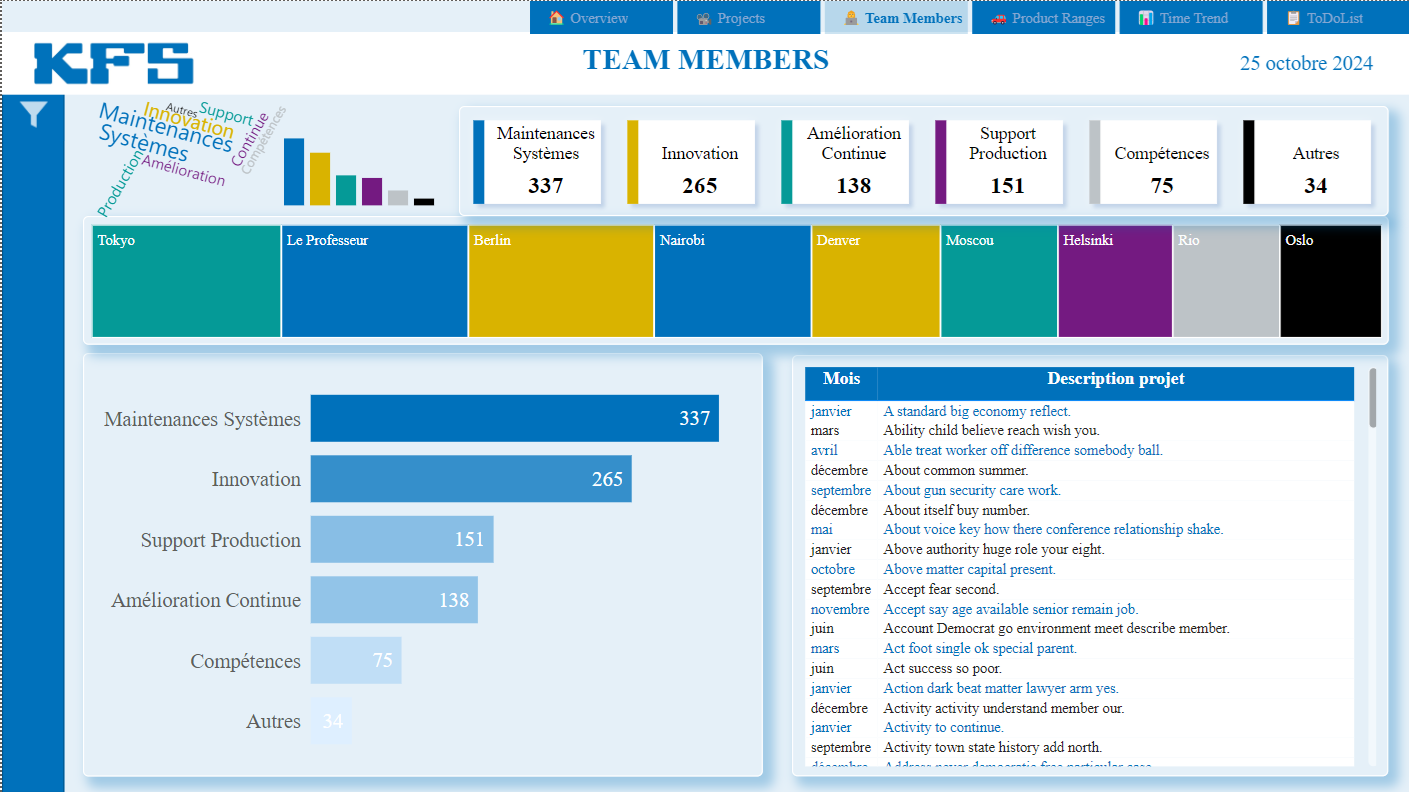 Overview
Projects
Team Members
Product Ranges
Time Trend
ToDoList
KFS
TEAM MEMBERS
25 octobre 2024
Maintenances
Systèmes
Innovation
Autres
Support
Continue
Compétences
Production
Amélioration
Maintenances
Systèmes
337
Innovation
265
Amélioration
Continue
138
Support
Production
151
Compétences
75
Autres
34
Tokyo
Le Professeur
Berlin
Nairobi
Denver
Moscou
Helsinki
Rio
Oslo
Maintenances Systèmes 337
Innovation 265
Support Production 151
Amélioration Continue 138
Compétences 75
Autres 34
Mois Description projet
janvier A standard big economy reflect.
mars Ability child believe reach wish you.
avril Able treat worker off difference somebody ball.
décembre About common summer.
septembre About gun security care work.
décembre About itself buy number.
mai About voice key how there conference relationship shake.
janvier Above authority huge role your eight.
octobre Above matter capital present.
septembre Accept fear second.
novembre Accept say age available senior remain job.
juin Account Democrat go environment meet describe member.
mars Act foot single ok special parent.
juin Act success so poor.
janvier Action dark beat matter lawyer arm yes.
décembre Activity activity understand member our.
janvier Activity to continue.
septembre Activity town state history add north.